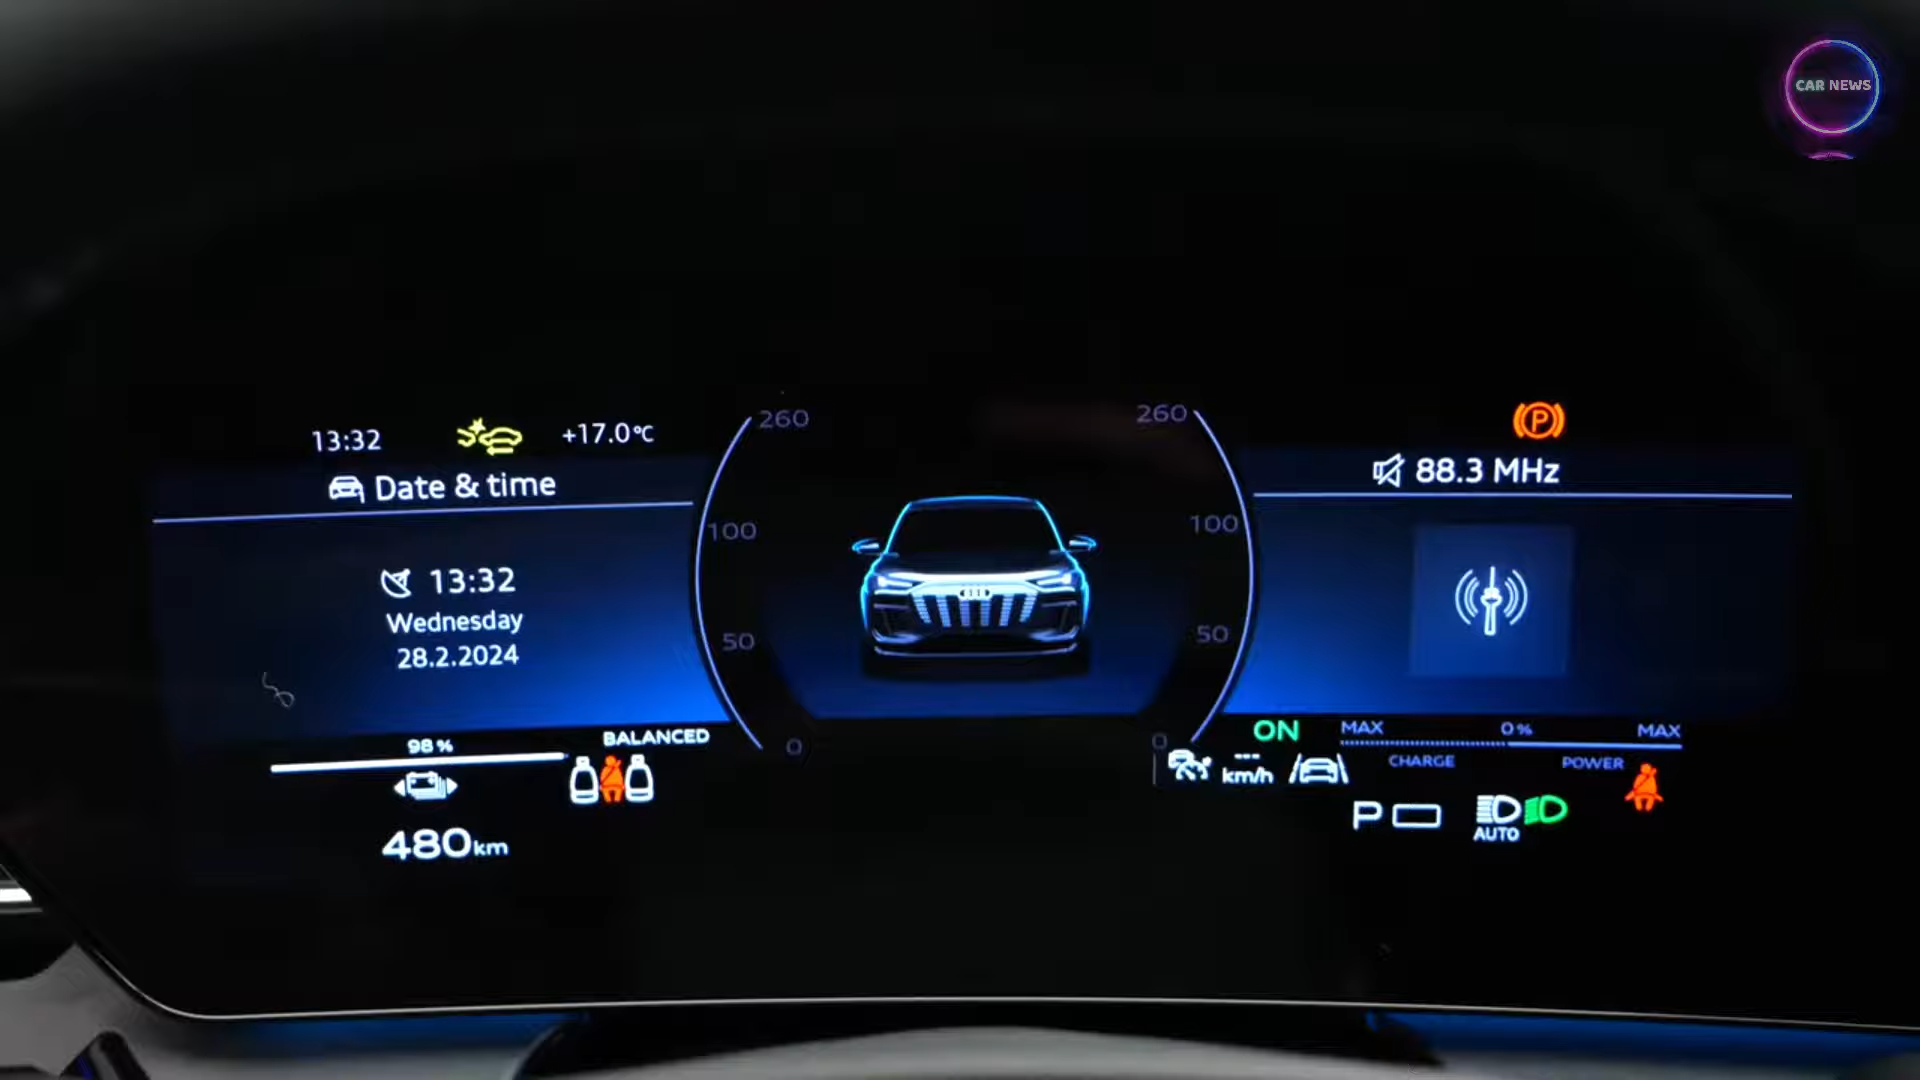 CAR NEWS
13:32
+17.0°C
Date & time
13:32
Wednesday
28.2.2024
98%
BALANCED
480km
260
100
50
0
260
100
50
0
P
88.3 MHz
ON
---
km/h
MAX 0% MAX
CHARGE POWER
P
AUTO